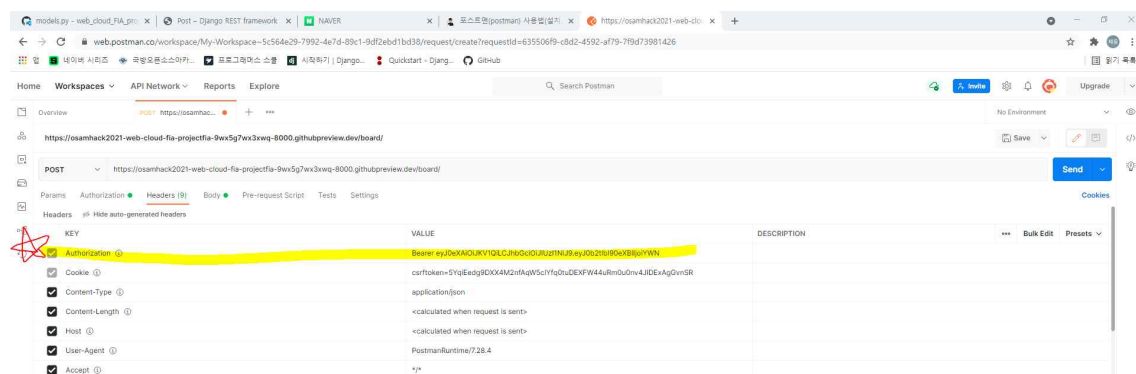 models.py - web_cloud_FIA_pro
Post – Django REST framework
NAVER
포스트맨(postman) 사용법(설치
https://osamhack2021-web-clo
web.postman.co/workspace/My-Workspace~5c564e29-7992-4e7d-89c1-9df2ebd1bd38/request/create?requestId=635506f9-c8d2-4592-af79-7f9d73981426
앱 네이버 시리즈 국방오픈소스아카... 프로그래머스 스쿨 시작하기 | Django... Quickstart - Djang... GitHub 읽기 목록
Home Workspaces API Network Reports Explore Search Postman Invite Upgrade
Overview POST https://osamhac... No Environment
https://osamhack2021-web-cloud-fia-projectfia-9wx5g7wx3xwq-8000.githubpreview.dev/board/ Save
POST https://osamhack2021-web-cloud-fia-projectfia-9wx5g7wx3xwq-8000.githubpreview.dev/board/ Send
Params Authorization Headers (9) Body Pre-request Script Tests Settings Cookies
Headers Hide auto-generated headers
KEY VALUE DESCRIPTION Bulk Edit Presets
Authorization Bearer
Cookie
Content-Type application/json
Content-Length <calculated when request is sent>
Host <calculated when request is sent>
User-Agent PostmanRuntime/7.28.4
Accept */*